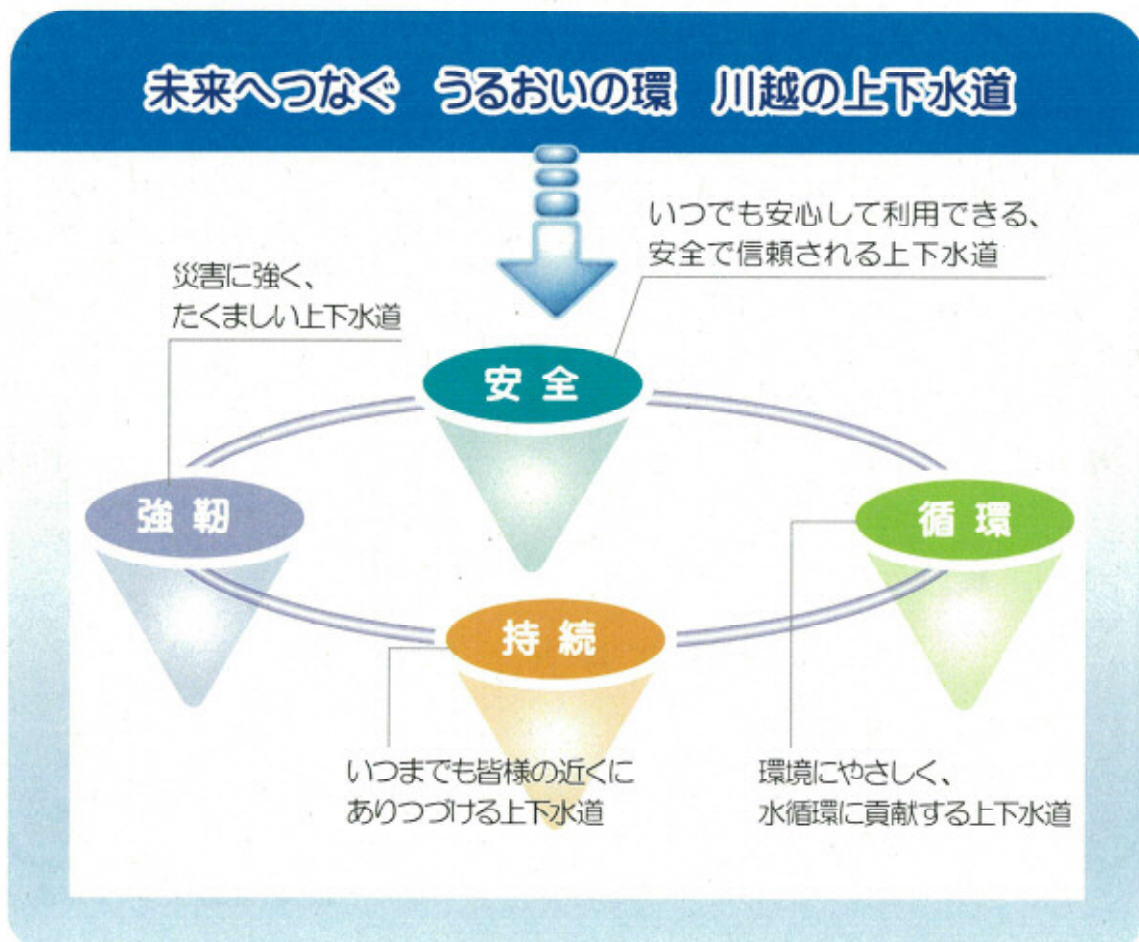 未来へつなぐ　うるおいの環　川越の上下水道
いつでも安心して利用できる、
安全で信頼される上下水道
災害に強く、
たくましい上下水道
安全
強靭
循環
持続
いつまでも皆様の近くに
ありつづける上下水道
環境にやさしく、
水循環に貢献する上下水道